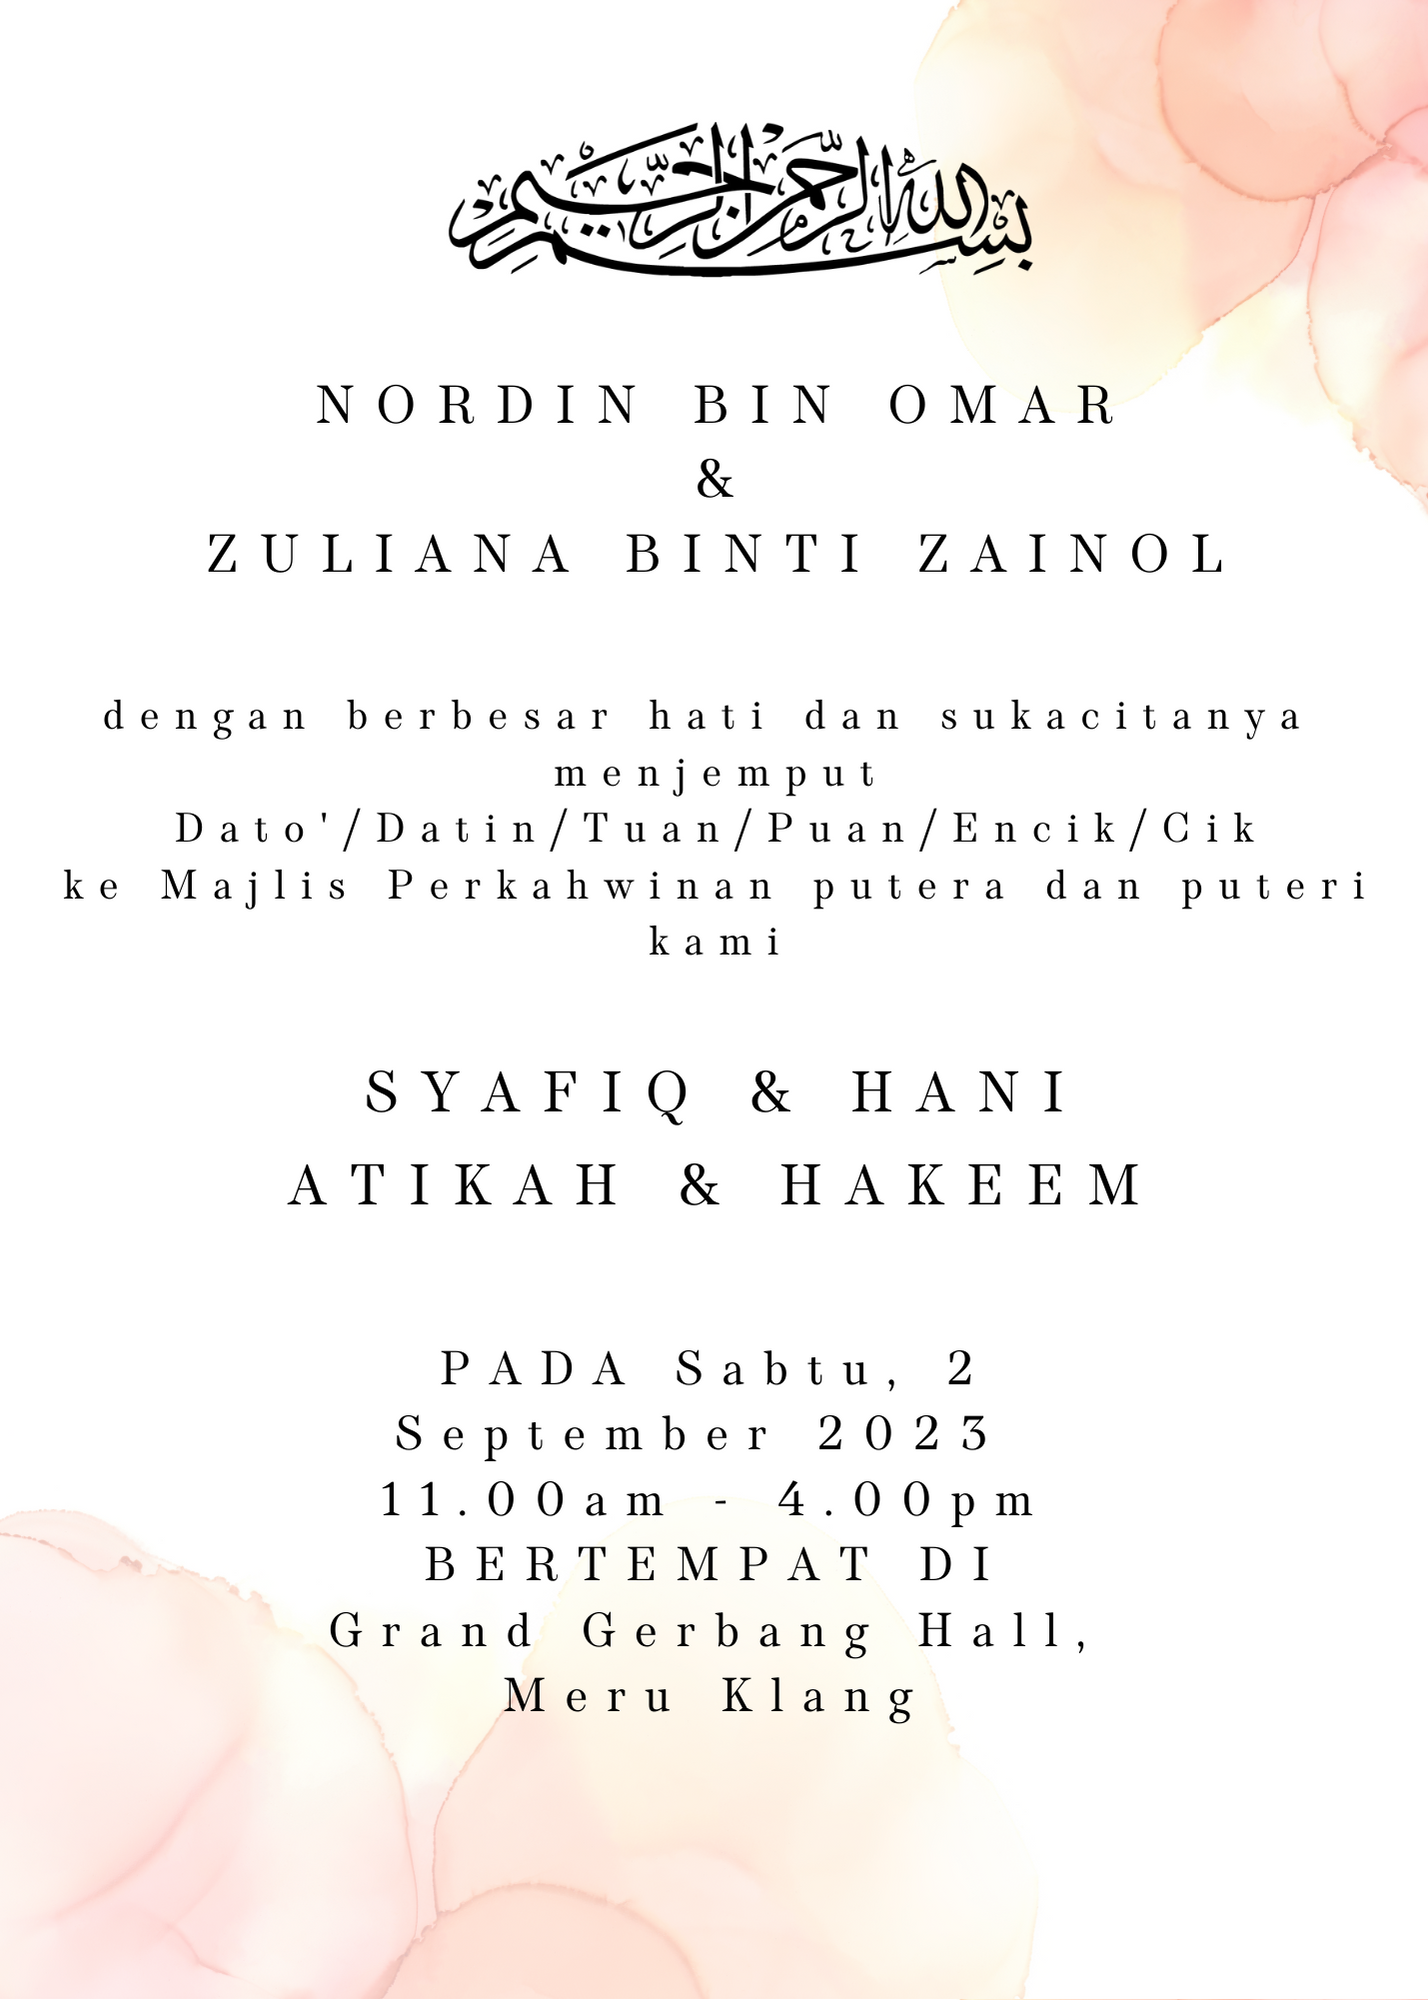 بسم الله الرحمن الرحيم
NORDIN BIN OMAR
&
ZULIANA BINTI ZAINOL
dengan berbesar hati dan sukacitanya
menjemput
Dato'/Datin/Tuan/Puan/Encik/Cik
ke Majlis Perkahwinan putera dan puteri
kami
SYAFIQ & HANI
ATIKAH & HAKEEM
PADA Sabtu, 2
September 2023
11.00am - 4.00pm
BERTEMPAT DI
Grand Gerbang Hall,
Meru Klang